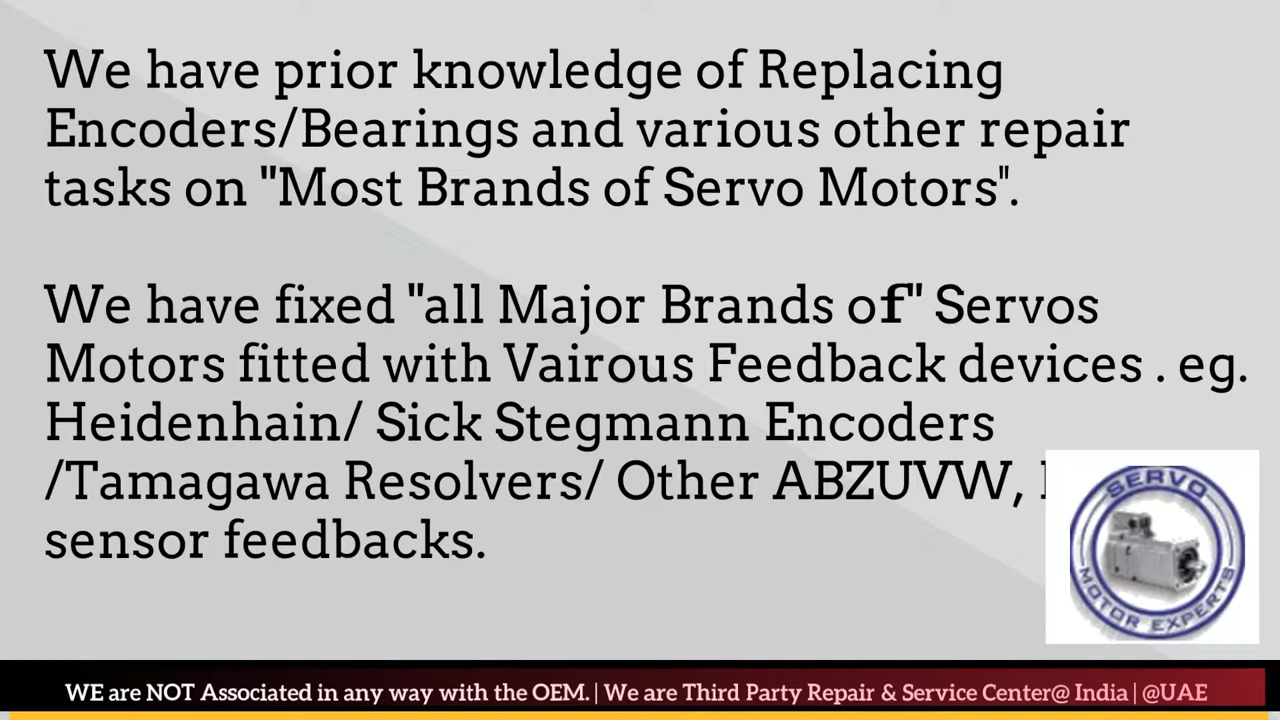 We have prior knowledge of Replacing
Encoders/Bearings and various other repair
tasks on "Most Brands of Servo Motors".
We have fixed "all Major Brands of" Servos
Motors fitted with Vairous Feedback devices . eg.
Heidenhain/ Sick Stegmann Encoders
/Tamagawa Resolvers/ Other ABZUVW,
sensor feedbacks.
SERVO
MOTOR EXPERTS
WE are NOT Associated in any way with the OEM. | We are Third Party Repair & Service Center@ India | @UAE